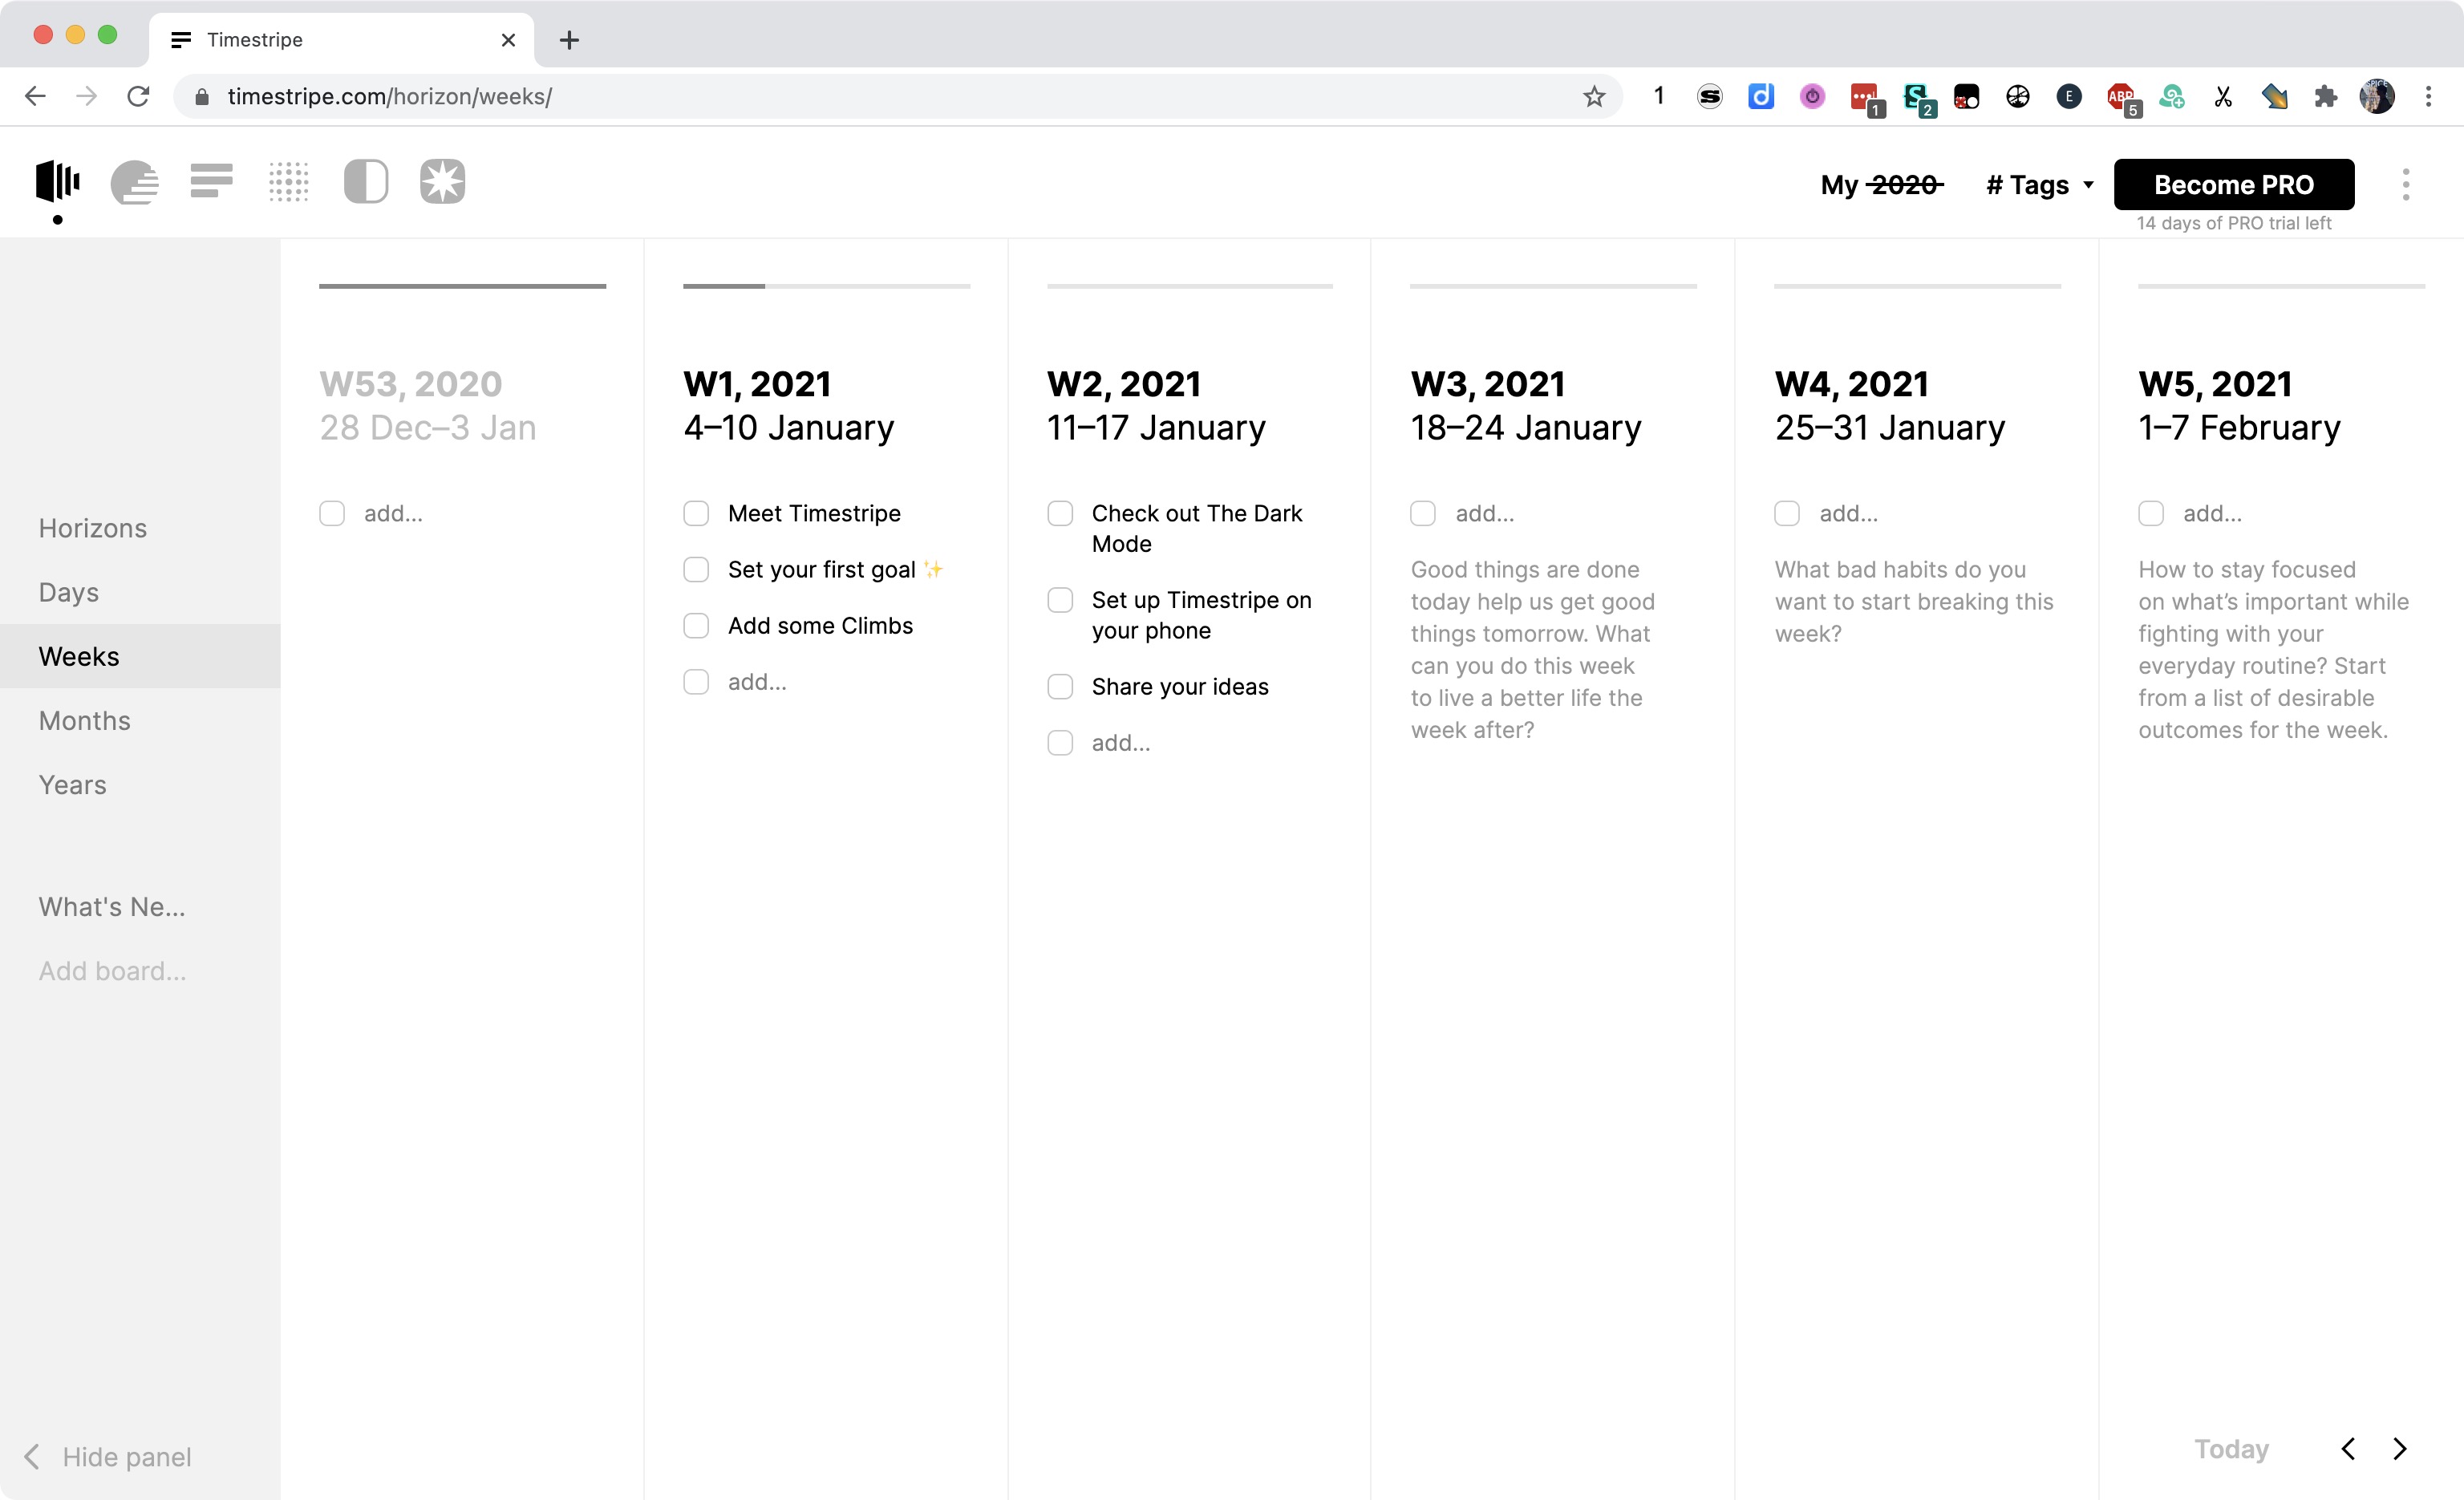 Timestripe
timestripe.com/horizon/weeks/
1
1
2
E
ABP
5
My 2020
# Tags
Become PRO
14 days of PRO trial left
Horizons
Days
Weeks
Months
Years
What's Ne...
Add board...
Hide panel
W53, 2020
28 Dec–3 Jan
add...
W1, 2021
4–10 January
Meet Timestripe
Set your first goal ✨
Add some Climbs
add...
W2, 2021
11–17 January
Check out The Dark
Mode
Set up Timestripe on
your phone
Share your ideas
add...
W3, 2021
18–24 January
add...
Good things are done
today help us get good
things tomorrow. What
can you do this week
to live a better life the
week after?
W4, 2021
25–31 January
add...
What bad habits do you
want to start breaking this
week?
W5, 2021
1–7 February
add...
How to stay focused
on what’s important while
fighting with your
everyday routine? Start
from a list of desirable
outcomes for the week.
Today